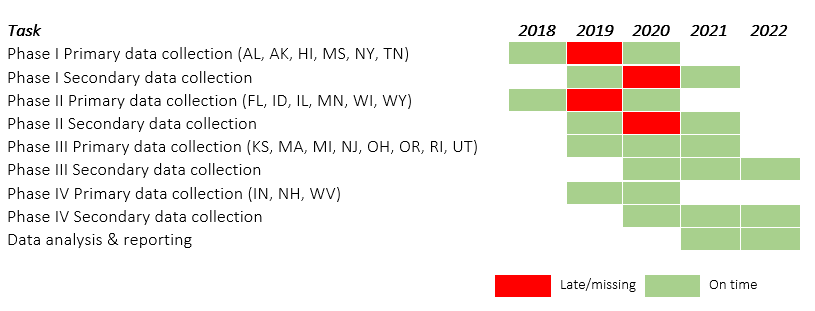 Task 2018 2019 2020 2021 2022
Phase I Primary data collection (AL, AK, HI, MS, NY, TN)
Phase I Secondary data collection
Phase II Primary data collection (FL, ID, IL, MN, WI, WY)
Phase II Secondary data collection
Phase III Primary data collection (KS, MA, MI, NJ, OH, OR, RI, UT)
Phase III Secondary data collection
Phase IV Primary data collection (IN, NH, WV)
Phase IV Secondary data collection
Data analysis & reporting
Late/missing On time